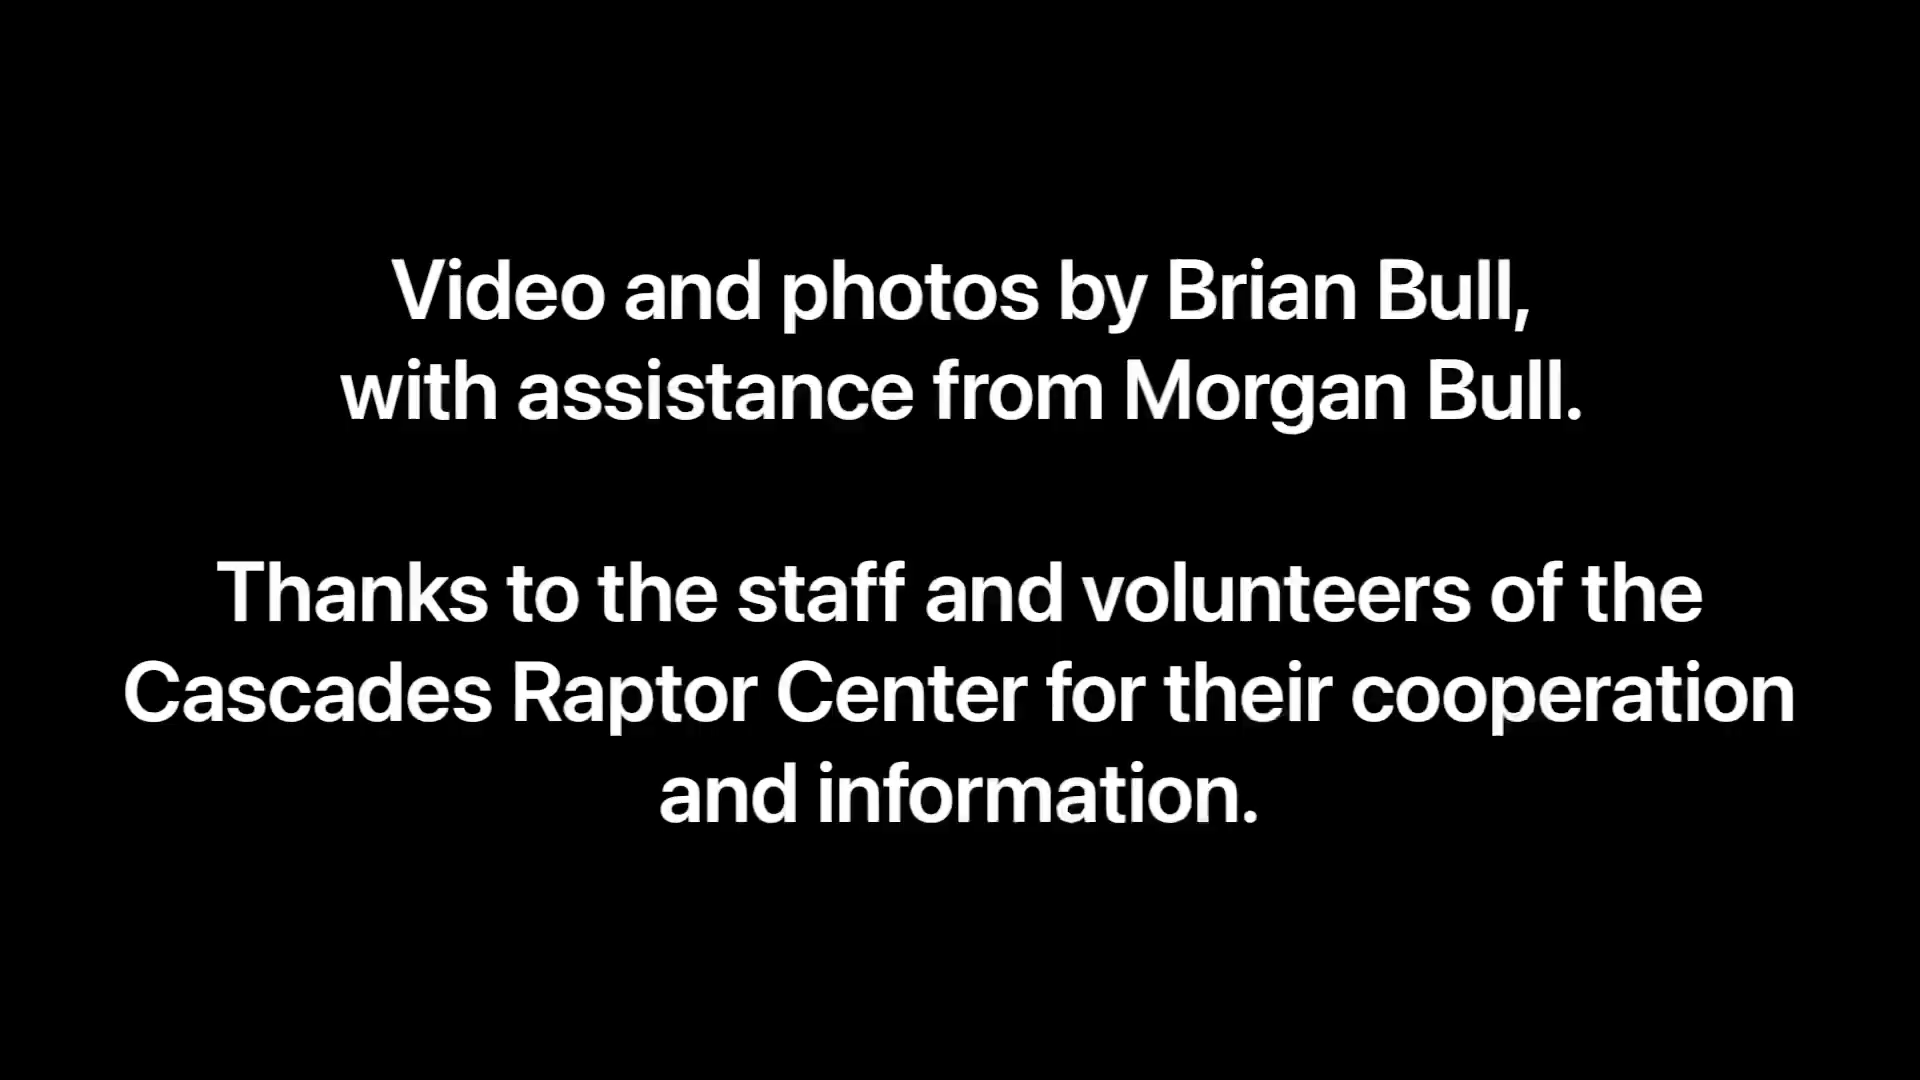 Video and photos by Brian Bull,
with assistance from Morgan Bull.
Thanks to the staff and volunteers of the
Cascades Raptor Center for their cooperation
and information.